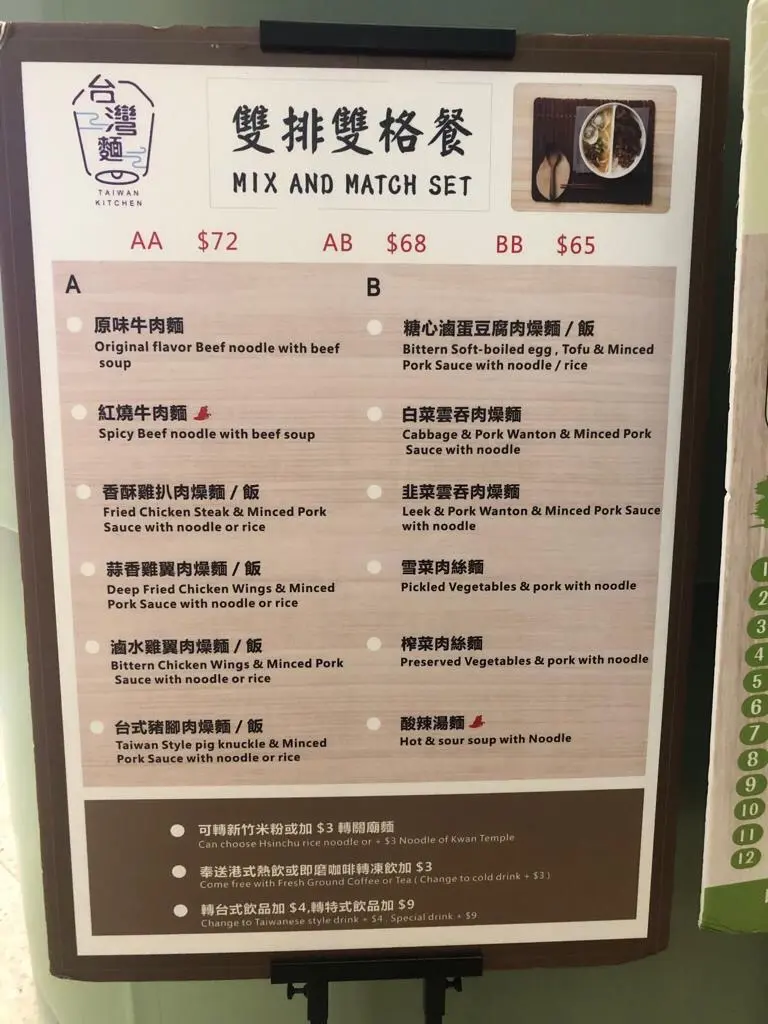 台
灣
麵
TAIWAN
KITCHEN
雙拼雙格餐
MIX AND MATCH SET
AA $72 AB $68 BB $65
A
原味牛肉麵
Original flavor Beef noodle with beef
soup
紅燒牛肉麵
Spicy Beef noodle with beef soup
香酥雞扒肉燥麵 / 飯
Fried Chicken Steak & Minced Pork
Sauce with noodle or rice
蒜香雞翼肉燥麵 / 飯
Deep Fried Chicken Wings & Minced
Pork Sauce with noodle or rice
滷水雞翼肉燥麵 / 飯
Bittern Chicken Wings & Minced Pork
Sauce with noodle or rice
台式豬腳肉燥麵 / 飯
Taiwan Style pig knuckle & Minced
Pork Sauce with noodle or rice
B
糖心滷蛋豆腐肉燥麵 / 飯
Bittern Soft-boiled egg , Tofu & Minced
Pork Sauce with noodle / rice
白菜雲吞肉燥麵
Cabbage & Pork Wanton & Minced Pork
Sauce with noodle
韭菜雲吞肉燥麵
Leek & Pork Wanton & Minced Pork Sauce
with noodle
雪菜肉絲麵
Pickled Vegetables & pork with noodle
榨菜肉絲麵
Preserved Vegetables & pork with noodle
酸辣湯麵
Hot & sour soup with Noodle
可轉新竹米粉或加 $3 轉關廟麵
Can choose Hsinchu rice noodle or + $3 Noodle of Kwan Temple
奉送港式熱飲或即磨咖啡轉凍飲加 $3
Come free with Fresh Ground Coffee or Tea ( Change to cold drink + $3 )
轉台式飲品加 $4,轉特式飲品加 $9
Change to Taiwanese style drink + $4 . Special drink + $9
1
2
3
4
5
6
7
8
9
10
11
12